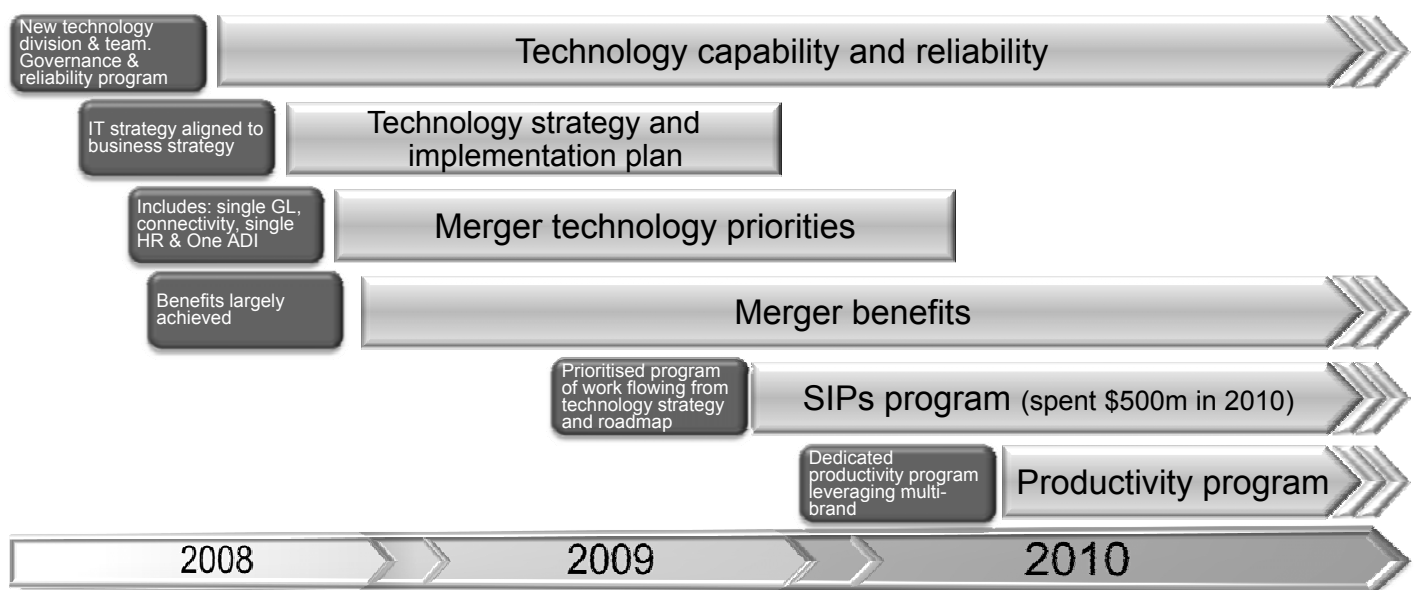 New technology
division & team.
Governance &
reliability program
Technology capability and reliability
IT strategy aligned to
business strategy
Technology strategy and
implementation plan
Includes: single GL,
connectivity, single
HR & One ADI
Merger technology priorities
Benefits largely
achieved
Merger benefits
Prioritised program
of work flowing from
technology strategy
and roadmap
SIPs program (spent $500m in 2010)
Dedicated
productivity program
leveraging multi-
brand
Productivity program
2008
2009
2010